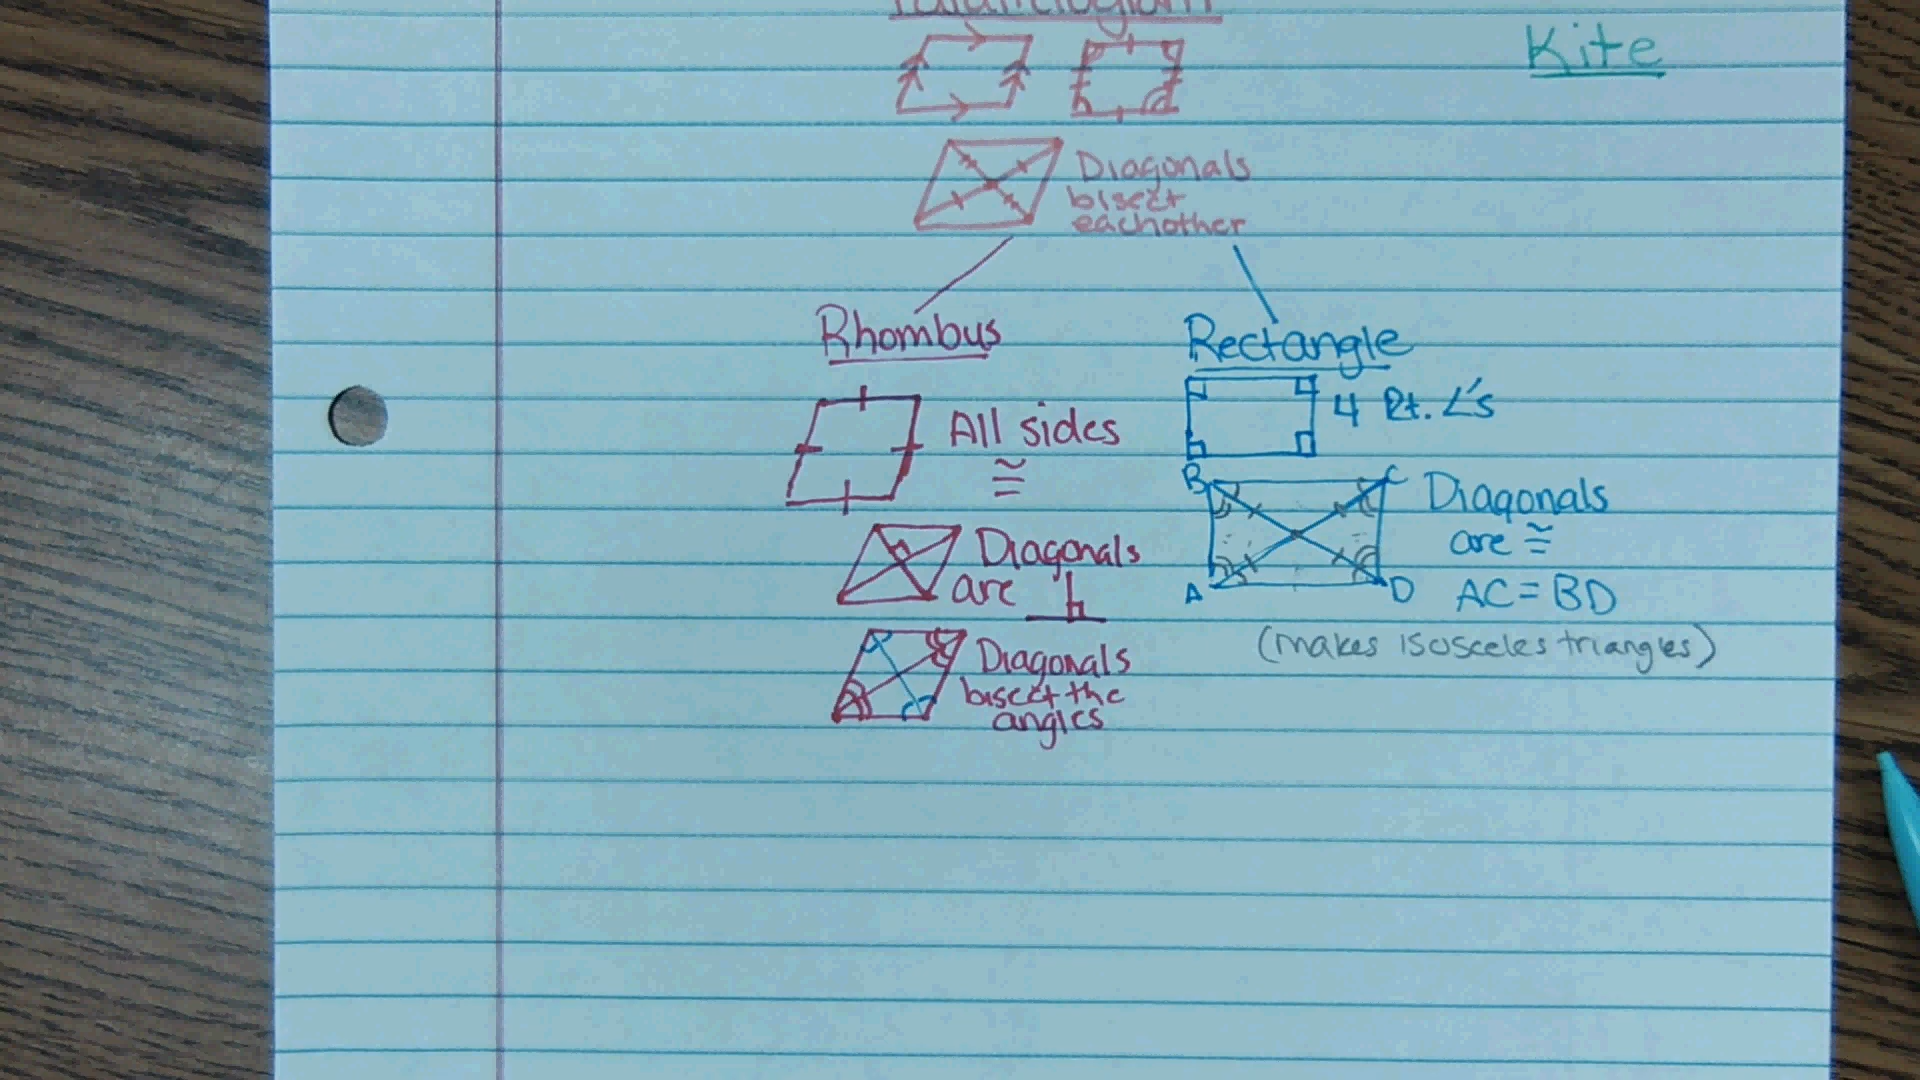 Parallelogram
Kite
Diagonals
bisect
eachother
Rhombus
All sides
≅
Diagonals
are ⊥
Diagonals
bisect the
angles
Rectangle
4 Rt. ∠'s
B C
A D
Diagonals
are ≅
AC = BD
(makes isosceles triangles)